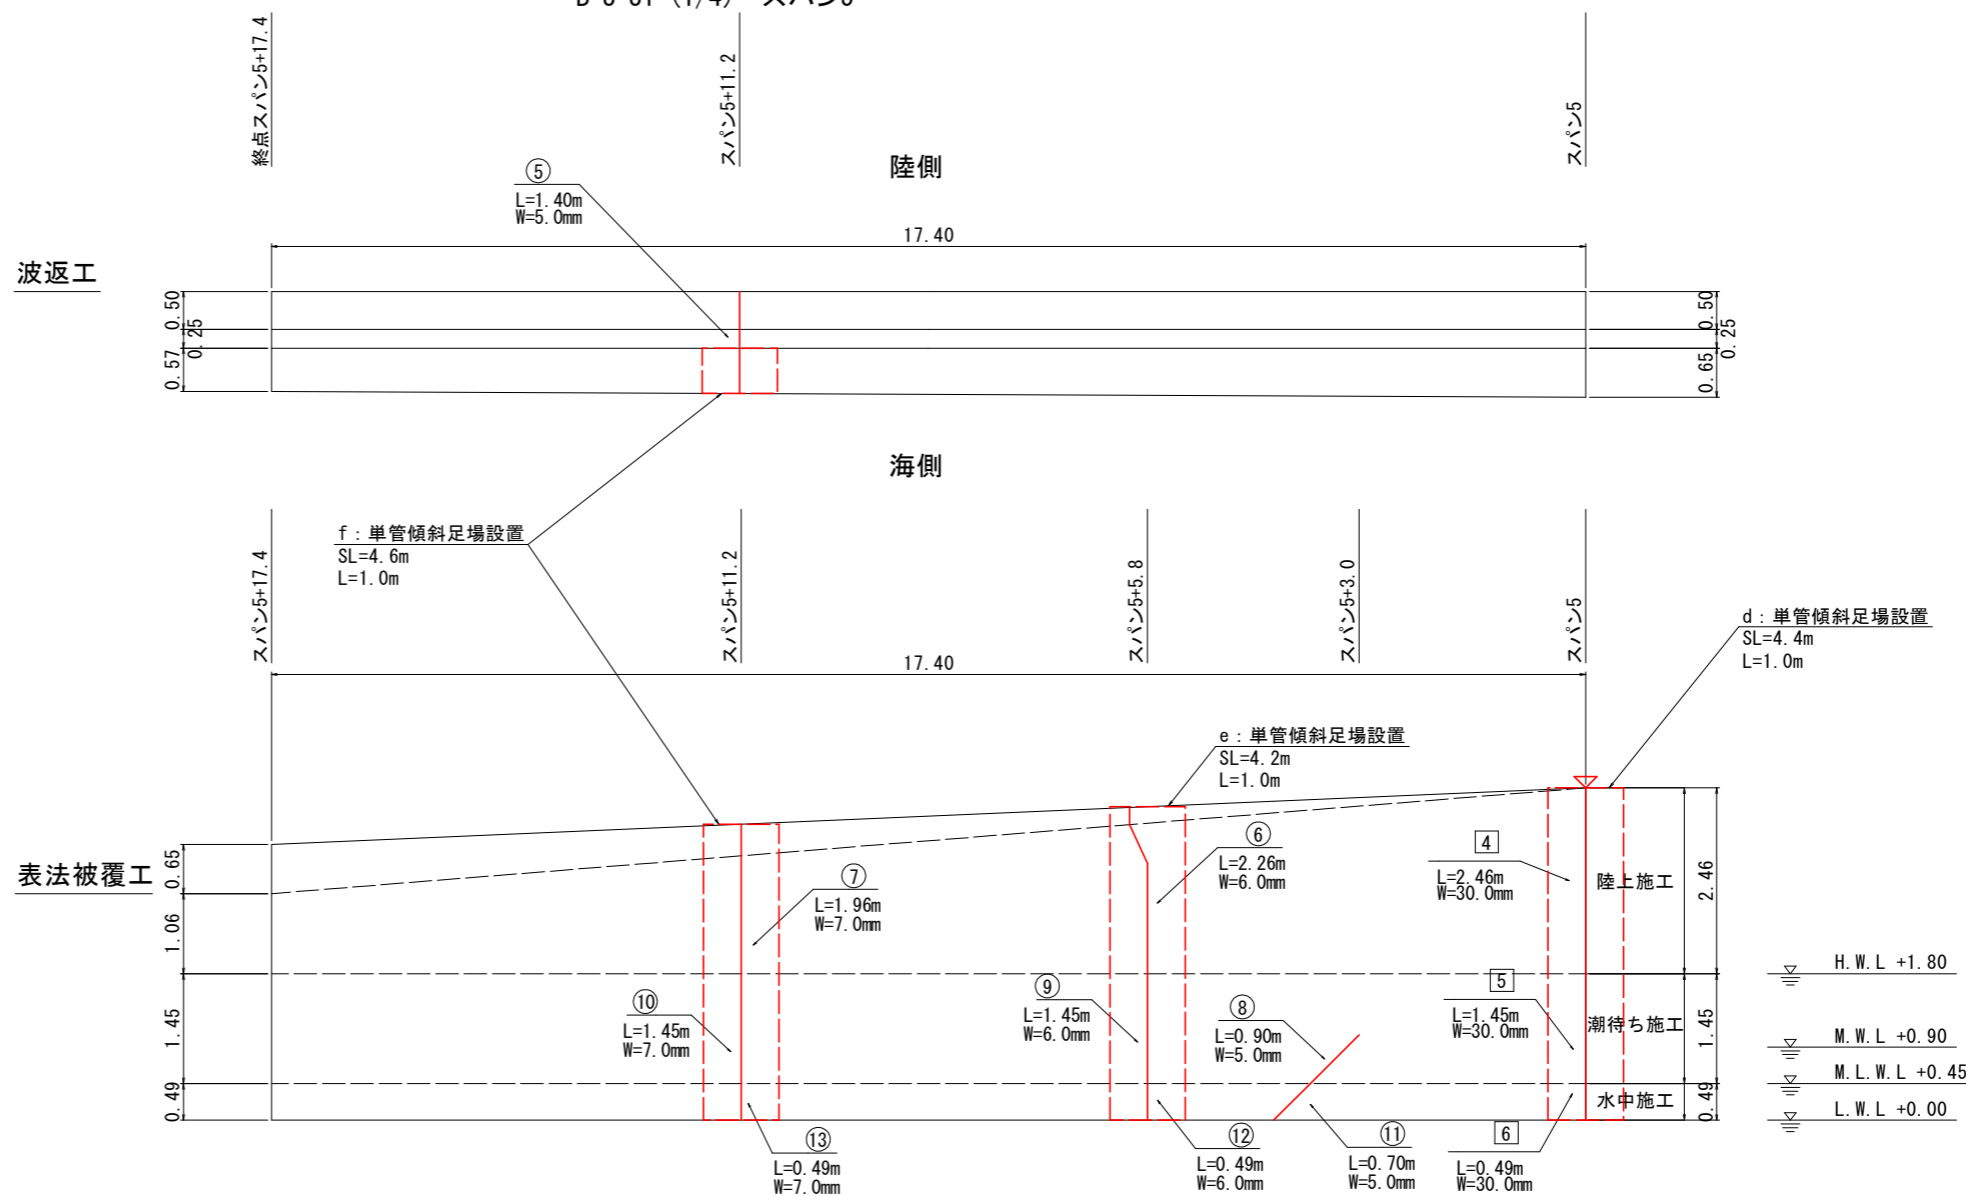 終点スパン5+17.4
スパン5+11.2
スパン5
陸側
⑤
L=1.40m
W=5.0mm
17.40
波返工
0.50
0.25
0.57
0.50
0.25
0.65
海側
f：単管傾斜足場設置
SL=4.6m
L=1.0m
スパン5+17.4
スパン5+11.2
スパン5+5.8
スパン5+3.0
スパン5
d：単管傾斜足場設置
SL=4.4m
L=1.0m
17.40
e：単管傾斜足場設置
SL=4.2m
L=1.0m
表法被覆工
0.65
1.06
1.45
0.49
⑦
L=1.96m
W=7.0mm
⑥
L=2.26m
W=6.0mm
4
L=2.46m
W=30.0mm
陸上施工
2.46
⑩
L=1.45m
W=7.0mm
⑨
L=1.45m
W=6.0mm
⑧
L=0.90m
W=5.0mm
5
L=1.45m
W=30.0mm
潮待ち施工
1.45
水中施工
0.49
H.W.L +1.80
M.W.L +0.90
M.L.W.L +0.45
L.W.L +0.00
⑬
L=0.49m
W=7.0mm
⑫
L=0.49m
W=6.0mm
⑪
L=0.70m
W=5.0mm
6
L=0.49m
W=30.0mm